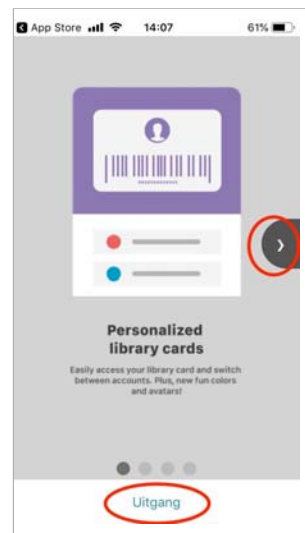 App Store 14:07 61%
Personalized
library cards
Easily access your library card and switch
between accounts. Plus, new fun colors
and avatars!
Uitgang